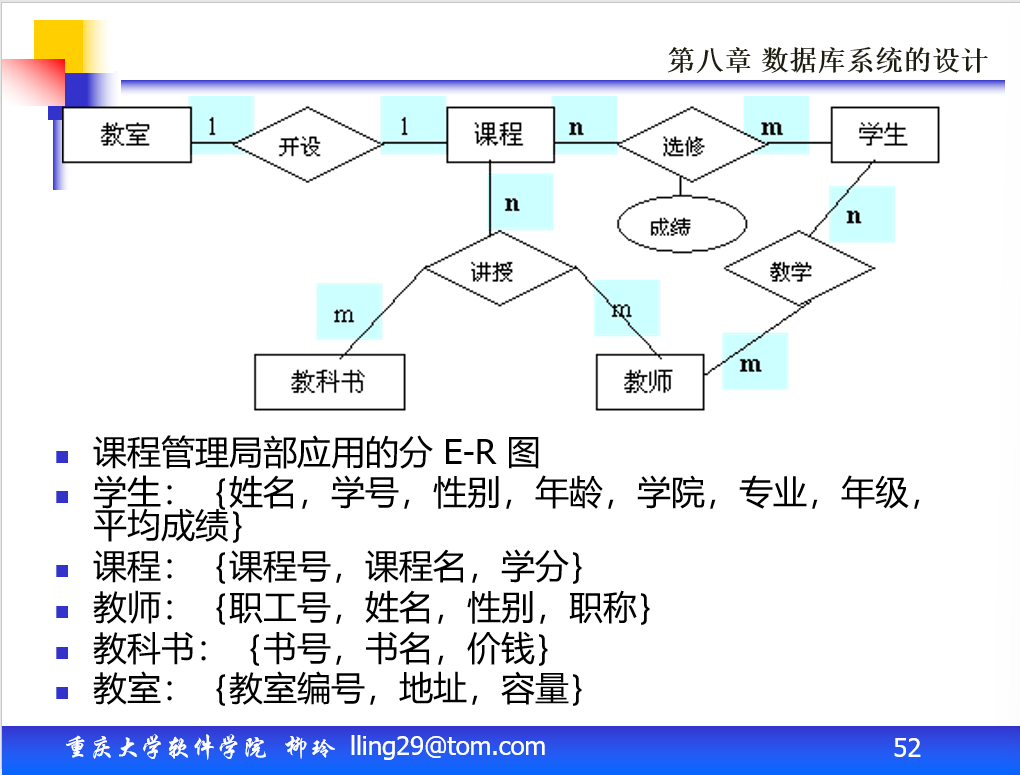 第八章 数据库系统的设计
教室 1 开设 1 课程 n 选修 m 学生
n 成绩 n
讲授 教学
m m
教科书 教师 m
课程管理局部应用的分 E-R 图
学生：{姓名，学号，性别，年龄，学院，专业，年级，
平均成绩}
课程：{课程号，课程名，学分}
教师：{职工号，姓名，性别，职称}
教科书：{书号，书名，价钱}
教室：{教室编号，地址，容量}
重庆大学软件学院 柳玲 lling29@tom.com 52